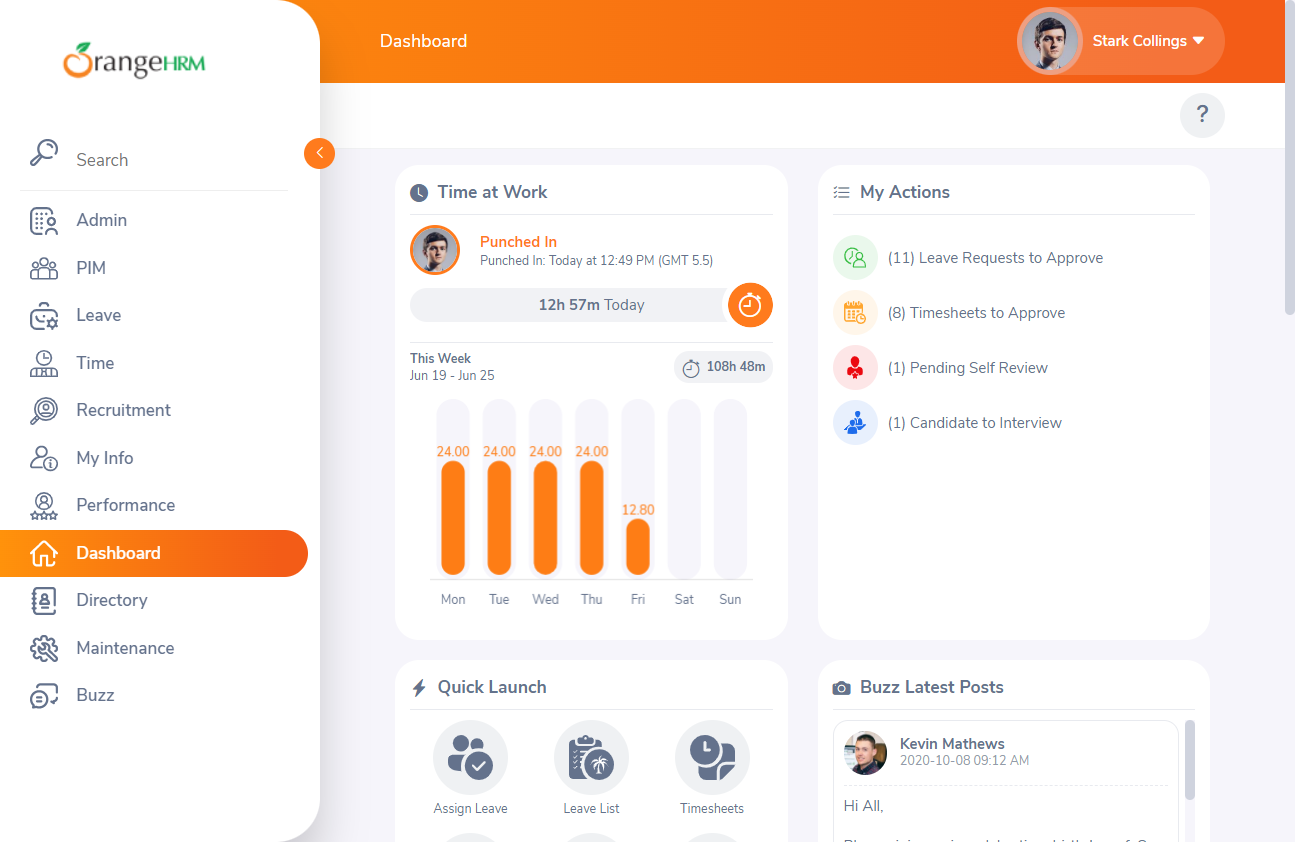 OrangeHRM
Search
Admin
PIM
Leave
Time
Recruitment
My Info
Performance
Dashboard
Directory
Maintenance
Buzz
Dashboard
Stark Collings
?
Time at Work
Punched In
Punched In: Today at 12:49 PM (GMT 5.5)
12h 57m Today
This Week
Jun 19 - Jun 25
108h 48m
24.00 24.00 24.00 24.00
12.80
Mon Tue Wed Thu Fri Sat Sun
My Actions
(11) Leave Requests to Approve
(8) Timesheets to Approve
(1) Pending Self Review
(1) Candidate to Interview
Quick Launch
Assign Leave Leave List Timesheets
Buzz Latest Posts
Kevin Mathews
2020-10-08 09:12 AM
Hi All,